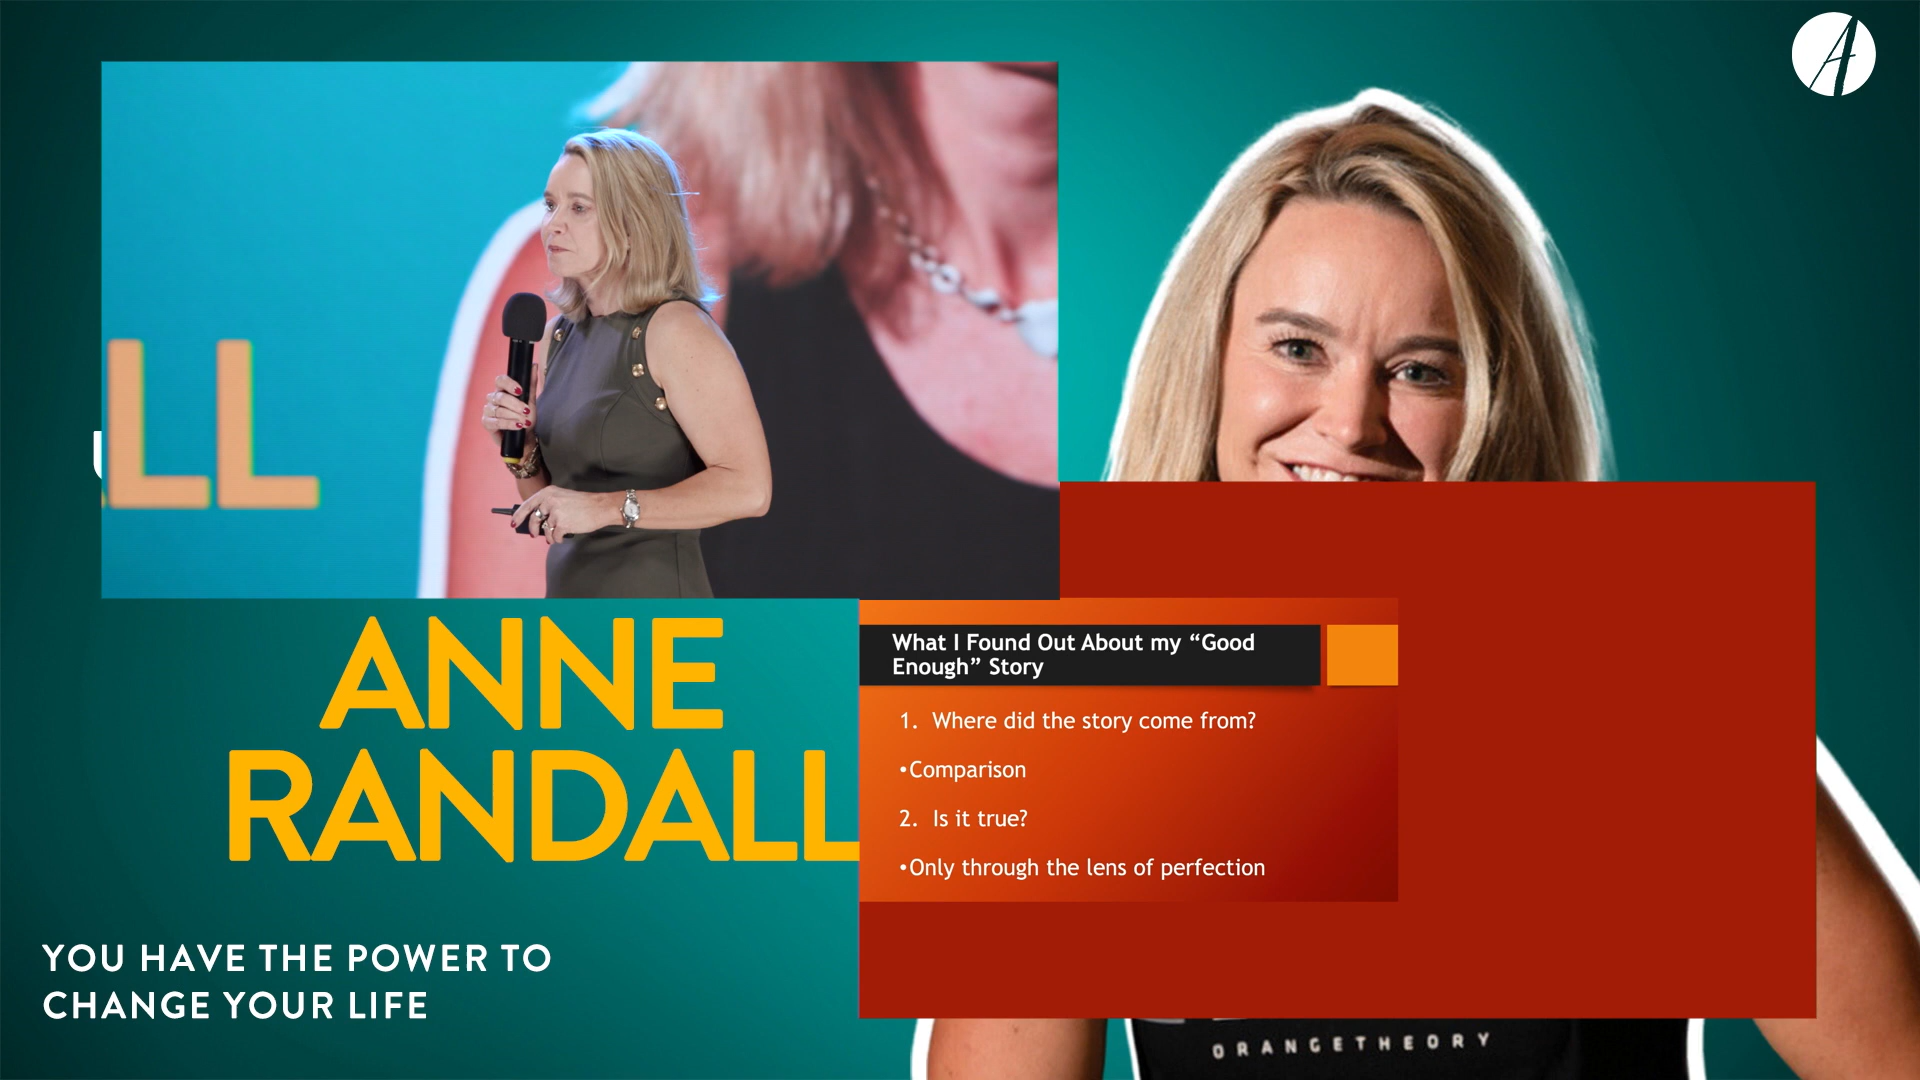 LL
ANNE
RANDALL
YOU HAVE THE POWER TO
CHANGE YOUR LIFE
What I Found Out About my “Good
Enough” Story
1. Where did the story come from?
•Comparison
2. Is it true?
•Only through the lens of perfection
ORANGETHEORY